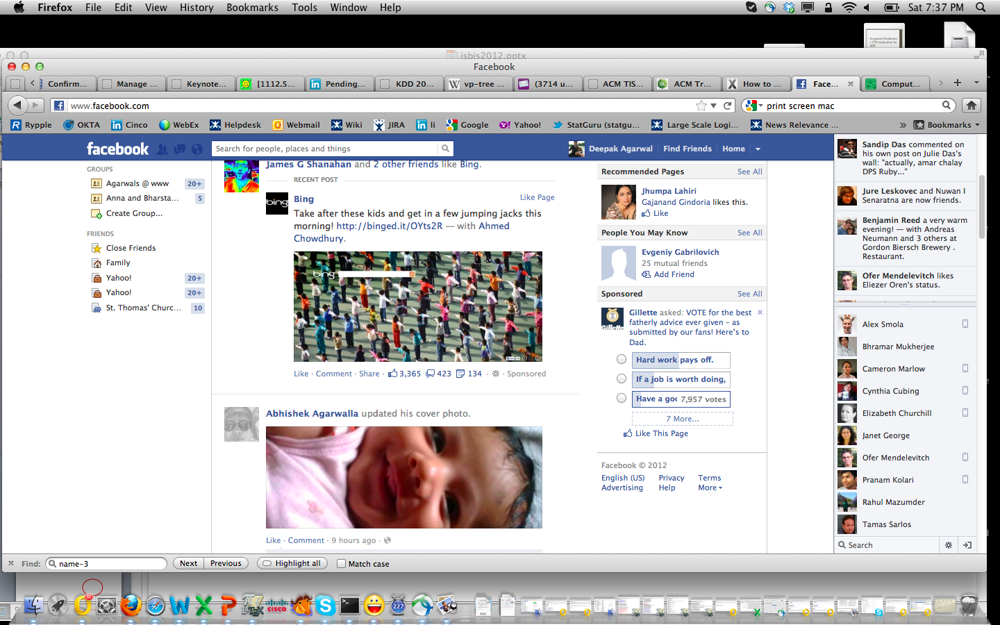 Firefox File Edit View History Bookmarks Tools Window Help
Sat 7:37 PM
isbis2012.pptx
Facebook
Confirm...
Manage ...
Keynote...
[1112.5...
Pending...
KDD 20...
vp-tree ...
(3714 u...
ACM TIS...
ACM Tr...
How to ...
Face...
Comput...
www.facebook.com
print screen mac
Rypple
OKTA
Cinco
WebEx
Helpdesk
Webmail
Wiki
JIRA
li
Google
Yahoo!
StatGuru (statgu...
Large Scale Logi...
News Relevance ...
Bookmarks
facebook
Search for people, places and things
Deepak Agarwal
Find Friends
Home
GROUPS
Agarwals @ www 20+
Anna and Bharsta... 5
Create Group...
FRIENDS
Close Friends
Family
Yahoo! 20+
Yahoo! 20+
St. Thomas' Churc... 10
James G Shanahan and 2 other friends like Bing.
RECENT POST
bing
Bing
Like Page
Take after these kids and get in a few jumping jacks this
morning! http://binged.it/OYts2R — with Ahmed
Chowdhury.
bing
Like · Comment · Share · 3,365 423 134 · Sponsored
Abhishek Agarwalla updated his cover photo.
Like · Comment · 9 hours ago ·
Recommended Pages See All
Jhumpa Lahiri
Gajanand Gindoria likes this.
Like
People You May Know See All
Evgeniy Gabrilovich
25 mutual friends
Add Friend
Sponsored See All
Gillette
Gillette asked: VOTE for the best
fatherly advice ever given – as
submitted by our fans! Here's to
Dad.
Hard work pays off.
If a job is worth doing,
Have a goo 7,957 votes
7 More...
Like This Page
Facebook © 2012
English (US) Privacy Terms
Advertising Help More
Sandip Das commented on
his own post on Julie Das's
wall: "actually, amar chalay
DPS Ruby..."
Jure Leskovec and Nuwan I
Senaratna are now friends.
Benjamin Reed a very warm
evening! — with Andreas
Neumann and 3 others at
Gordon Biersch Brewery .
Restaurant.
Ofer Mendelevitch likes
Eliezer Oren's status.
Alex Smola
Bhramar Mukherjee
Cameron Marlow
Cynthia Cubing
Elizabeth Churchill
Janet George
Ofer Mendelevitch
Pranam Kolari
Rahul Mazumder
Tamas Sarlos
Search
Find: name-3 Next Previous Highlight all Match case